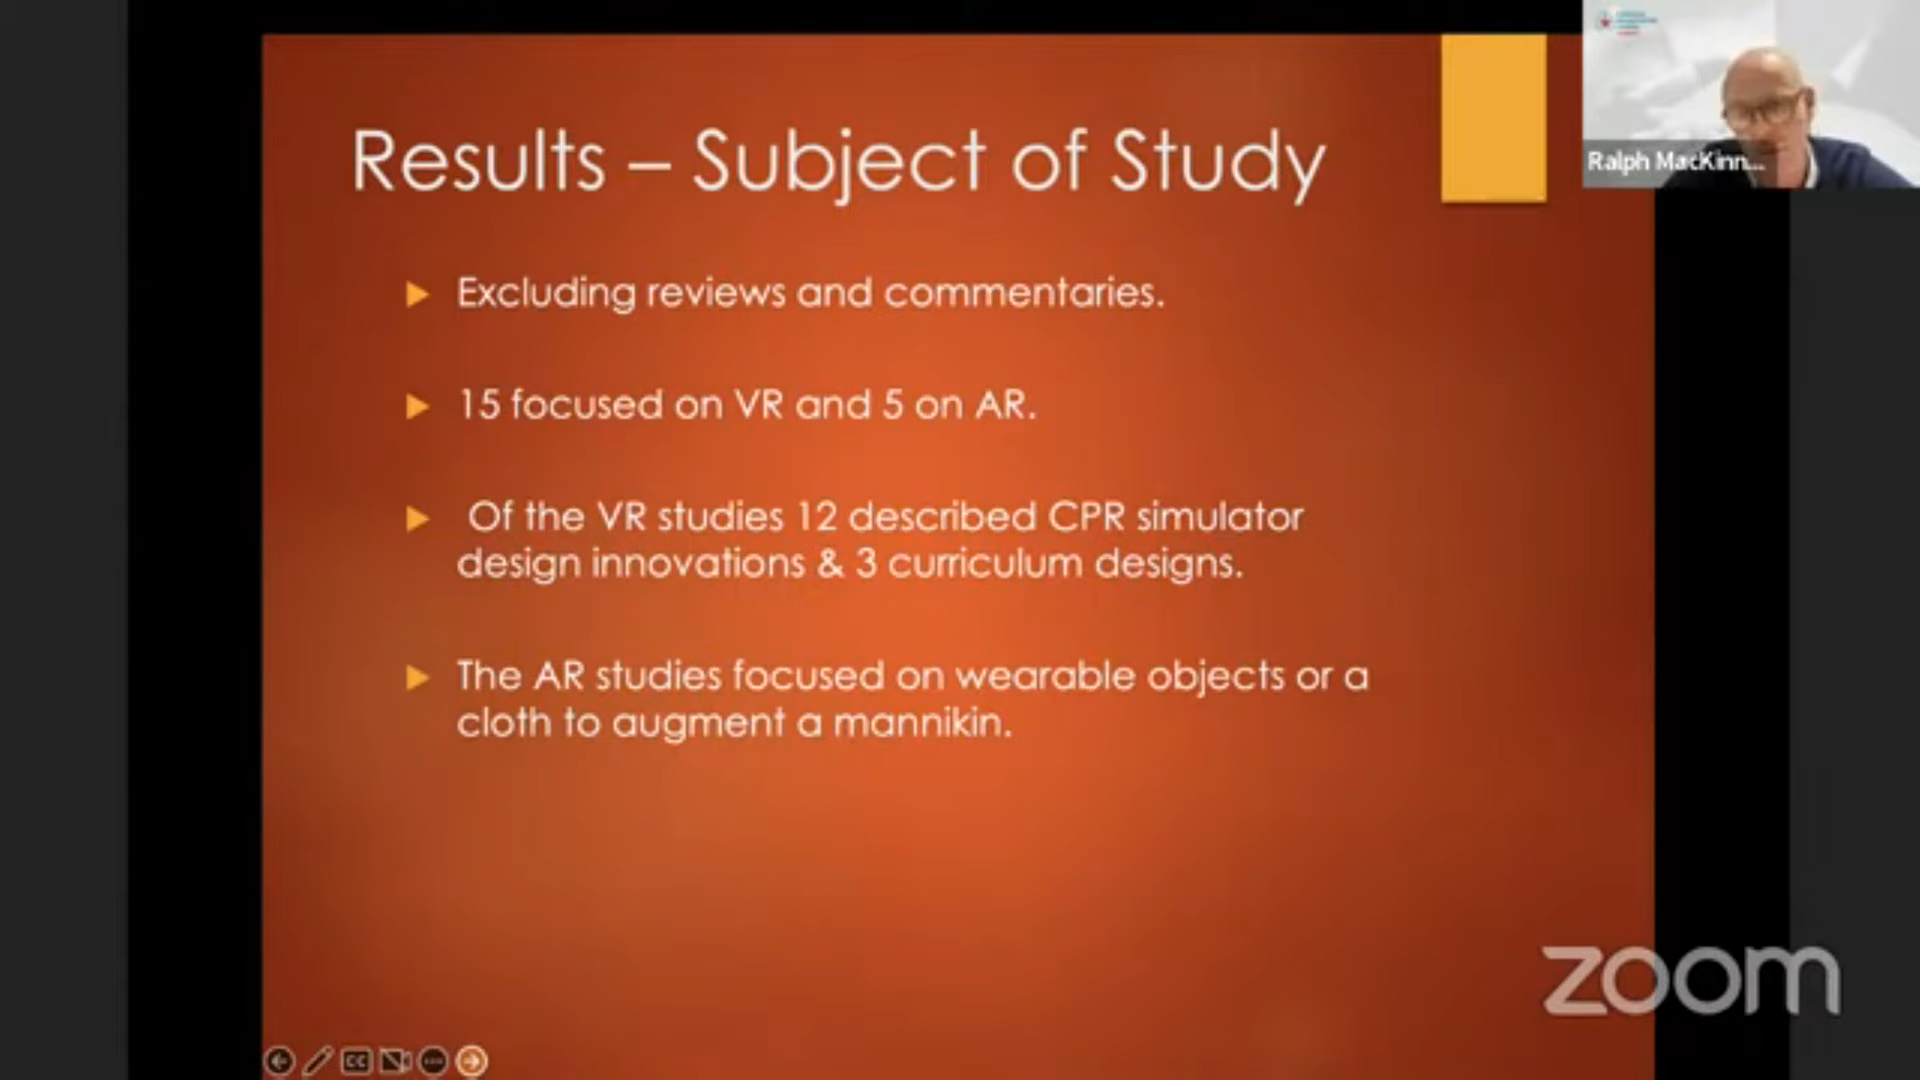 Results – Subject of Study
Excluding reviews and commentaries.
15 focused on VR and 5 on AR.
Of the VR studies 12 described CPR simulator
design innovations & 3 curriculum designs.
The AR studies focused on wearable objects or a
cloth to augment a mannikin.
Ralph MacKinn...
zoom
CC